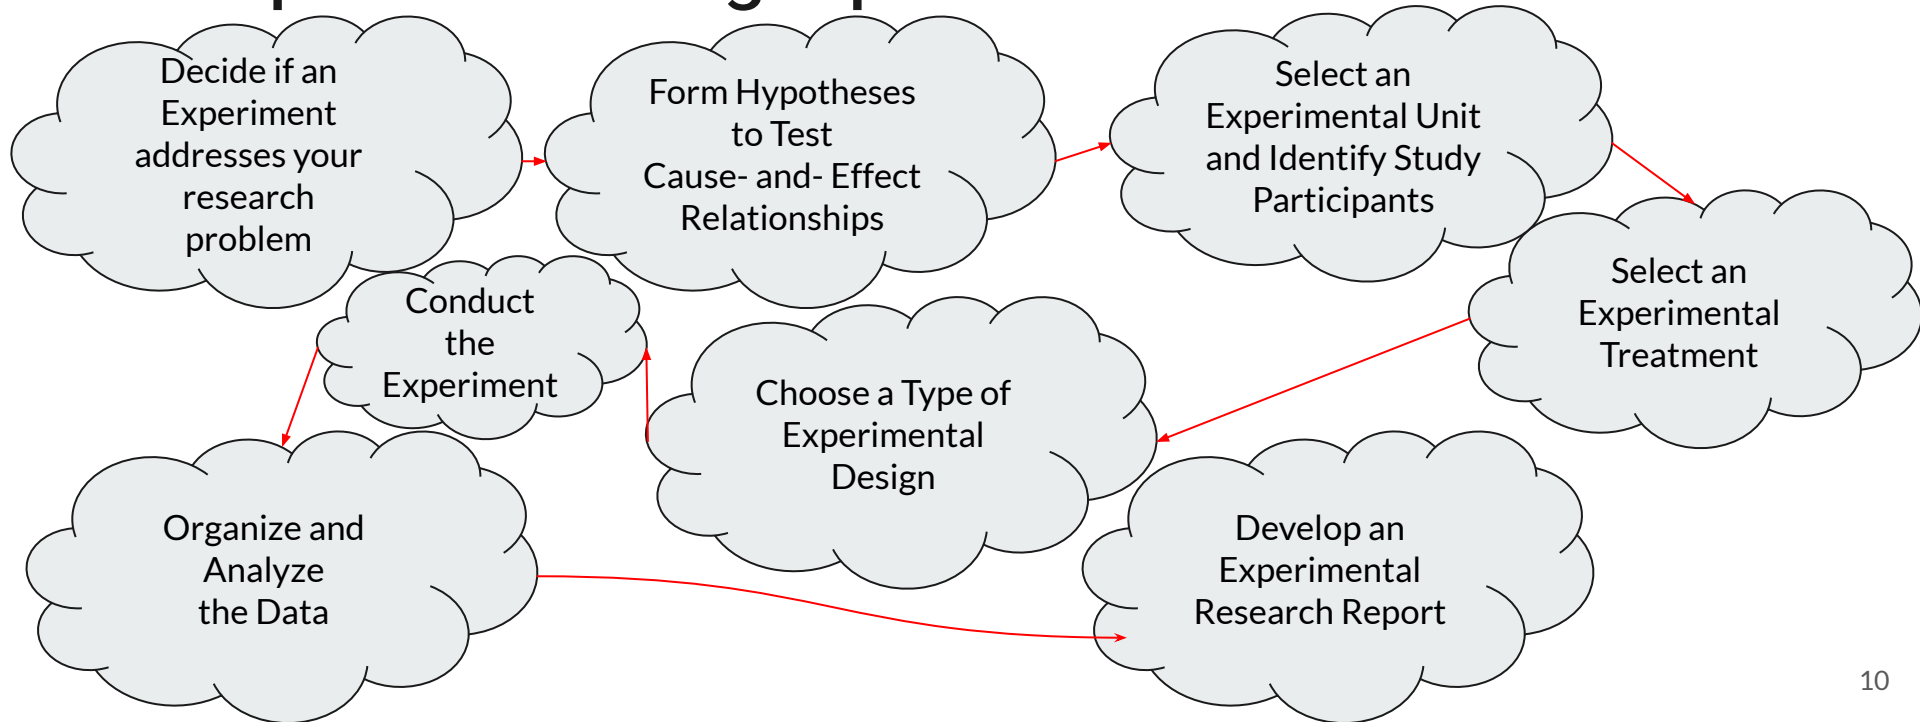 Decide if an
Experiment
addresses your
research
problem
Form Hypotheses
to Test
Cause- and- Effect
Relationships
Select an
Experimental Unit
and Identify Study
Participants
Select an
Experimental
Treatment
Choose a Type of
Experimental
Design
Conduct
the
Experiment
Organize and
Analyze
the Data
Develop an
Experimental
Research Report
10